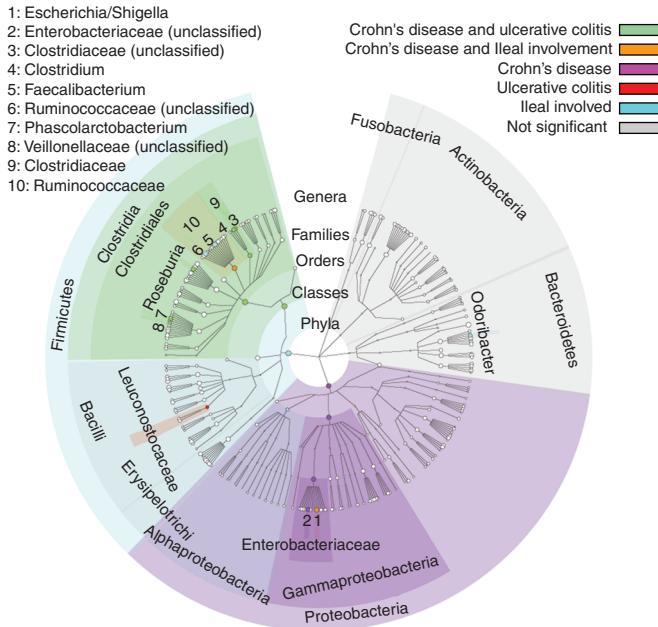 1: Escherichia/Shigella
2: Enterobacteriaceae (unclassified)
3: Clostridiaceae (unclassified)
4: Clostridium
5: Faecalibacterium
6: Ruminococcaceae (unclassified)
7: Phascolarctobacterium
8: Veillonellaceae (unclassified)
9: Clostridiaceae
10: Ruminococcaceae
Crohn's disease and ulcerative colitis
Crohn's disease and Ileal involvement
Crohn's disease
Ulcerative colitis
Ileal involved
Not significant
Fusobacteria
Actinobacteria
Bacteroidetes
Odoribacter
Genera
Families
Orders
Classes
Phyla
Firmicutes
Clostridia
Clostridiales
Roseburia
10
9
8 7
6 5 4 3
Bacilli
Leuconostocaceae
Erysipelotrichi
Alphaproteobacteria
2 1
Enterobacteriaceae
Gammaproteobacteria
Proteobacteria